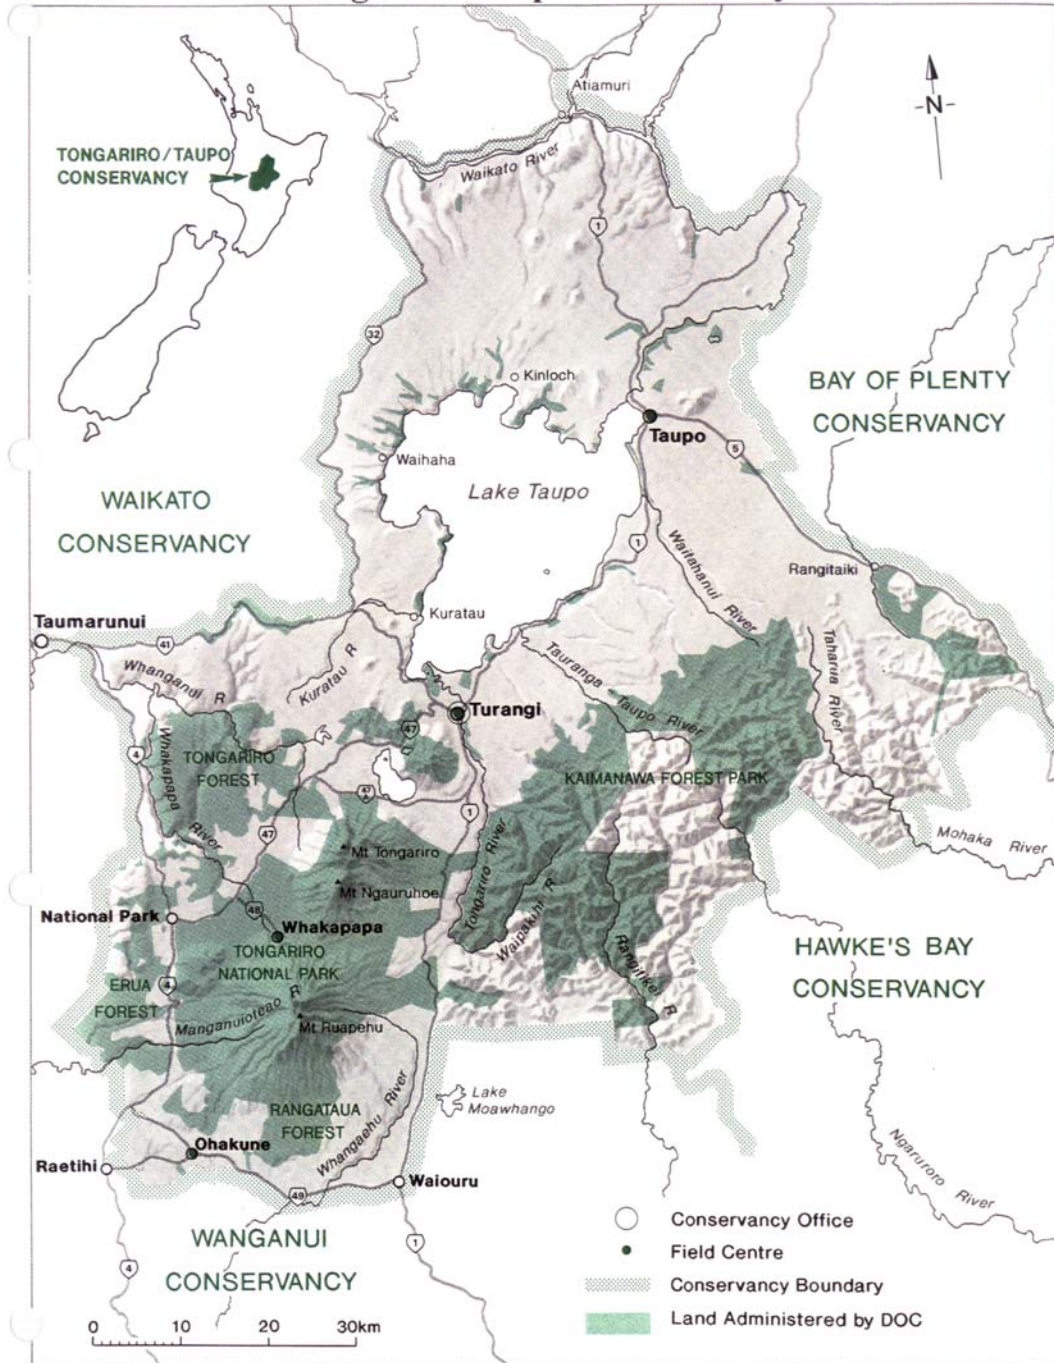 Atiamuri
-N-
TONGARIRO/TAUPO
CONSERVANCY
Waikato River
1
32
Kinloch
BAY OF PLENTY
CONSERVANCY
Taupo
5
Waihaha
Lake Taupo
WAIKATO
CONSERVANCY
1
Waitahanui River
Rangitaiki
Kuratau
Taumarunui
41
Whanganui R
Kuratau R
Tauranga - Taupo River
Taharua River
Turangi
47
4
Whakapapa River
TONGARIRO
FOREST
KAIMANAWA FOREST PARK
47
A
1
47
Mohaka River
Mt Tongariro
Tongariro River
Mt Ngauruhoe
Waipakihi R
National Park
48
Whakapapa
TONGARIRO
NATIONAL PARK
Rangitikei R
HAWKE'S BAY
CONSERVANCY
ERUA
FOREST
4
Manganuioteao R
Mt Ruapehu
Lake
Moawhango
RANGATAUA
FOREST
Whangaehu River
Ohakune
Raetihi
49
Waiouru
Ngaruroro River
WANGANUI
CONSERVANCY
4
1
Conservancy Office
Field Centre
Conservancy Boundary
Land Administered by DOC
0 10 20 30km